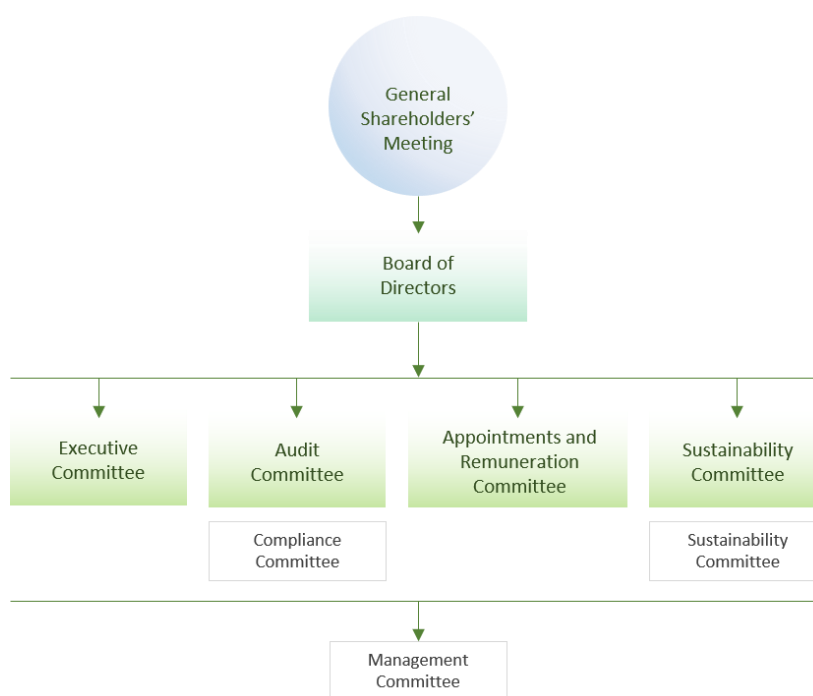 General
Shareholders’
Meeting
Board of
Directors
Executive
Committee
Audit
Committee
Appointments and
Remuneration
Committee
Sustainability
Committee
Compliance
Committee
Sustainability
Committee
Management
Committee